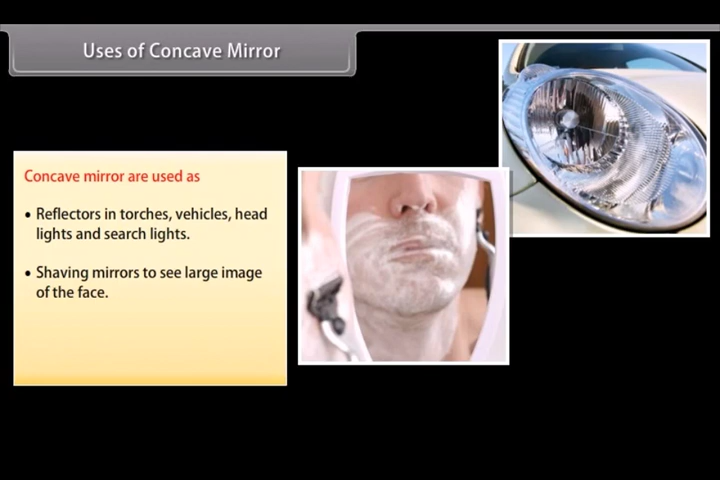 Uses of Concave Mirror
Concave mirror are used as
• Reflectors in torches, vehicles, head
lights and search lights.
• Shaving mirrors to see large image
of the face.